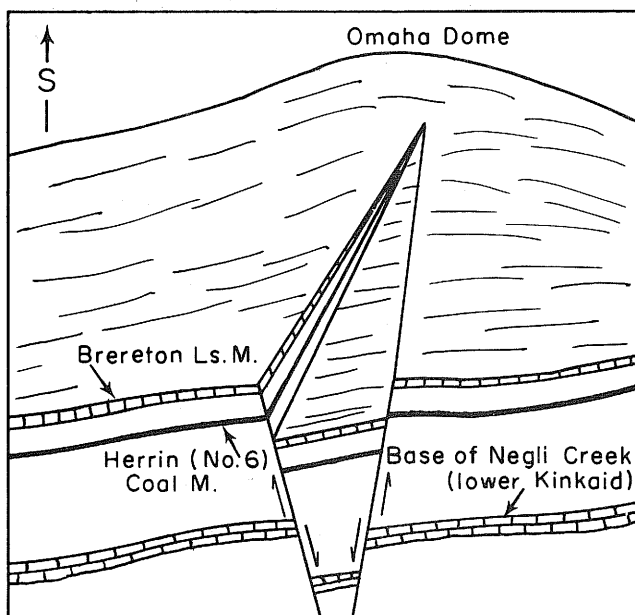 Omaha Dome
S
Brereton Ls. M.
Herrin (No. 6)
Coal M.
Base of Negli Creek
(lower Kinkaid)